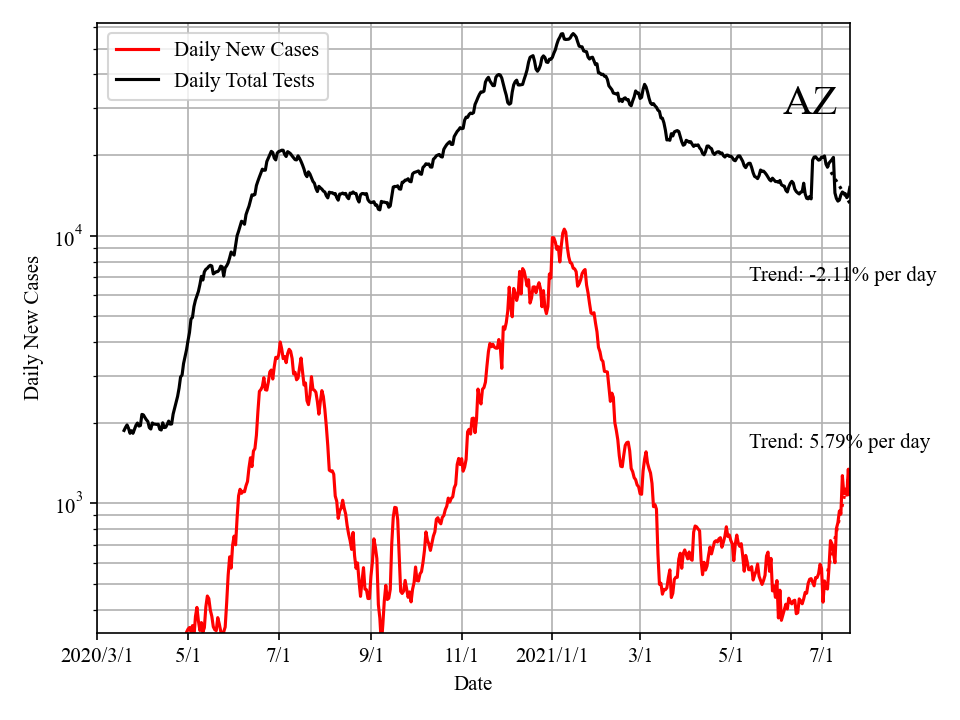 Daily New Cases
Daily Total Tests
AZ
10^4
10^3
Daily New Cases
Trend: -2.11% per day
Trend: 5.79% per day
2020/3/1 5/1 7/1 9/1 11/1 2021/1/1 3/1 5/1 7/1
Date